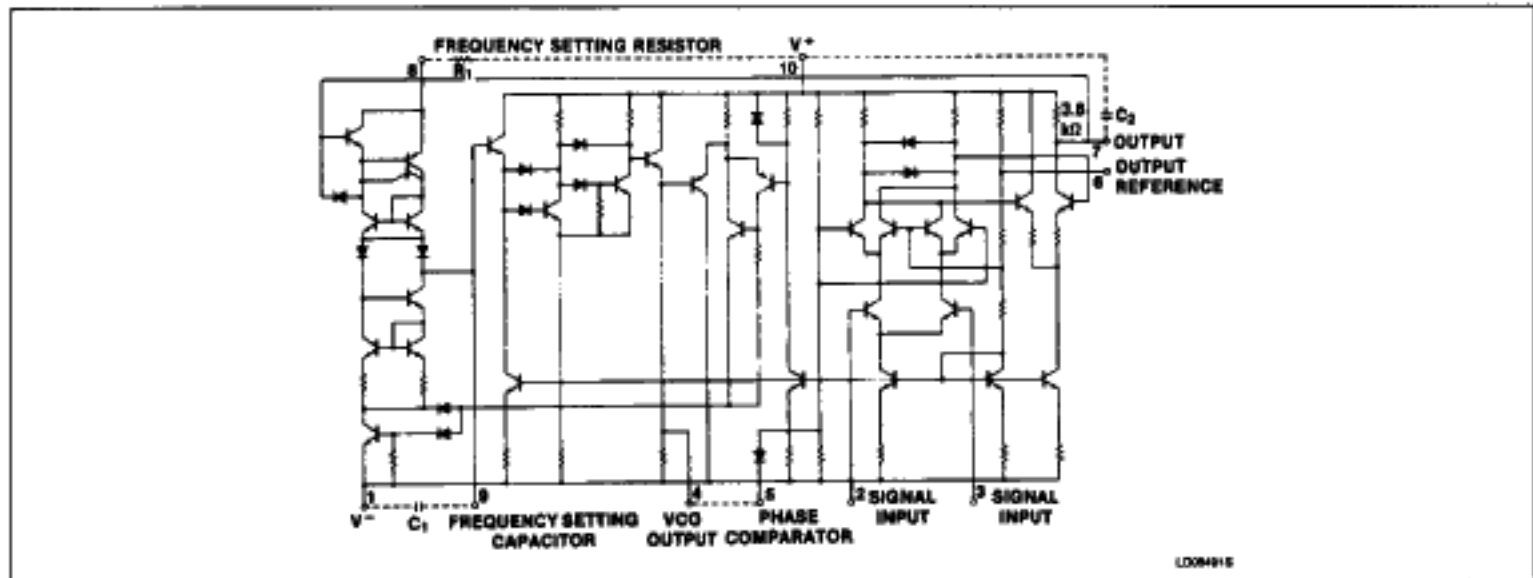 FREQUENCY SETTING RESISTOR
V+
8
R1
10
3.6
kΩ
C2
OUTPUT
7
OUTPUT
6
REFERENCE
1
9
4
5
2 SIGNAL
INPUT
3 SIGNAL
INPUT
V−
C1
FREQUENCY SETTING
CAPACITOR
VCO
OUTPUT
PHASE
COMPARATOR